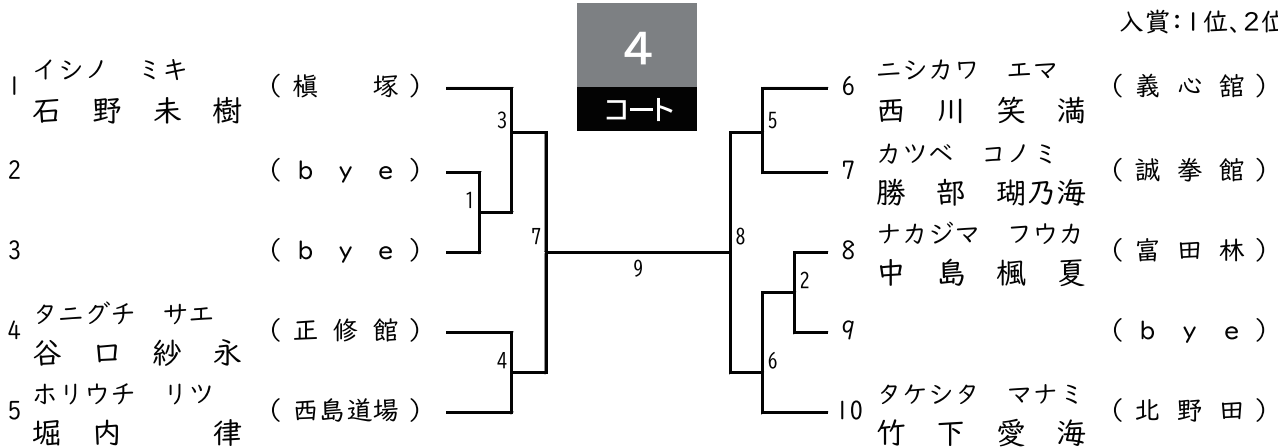 4
コート
入賞：1位、2位
1 イシノ ミキ
石野未樹 （槇塚）
2 （bye）
3 （bye）
4 タニグチ サエ
谷口紗永 （正修館）
5 ホリウチ リツ
堀内律 （西島道場）
3
1
7
4
9
5
8
2
6
6 ニシカワ エマ
西川笑満 （義心舘）
7 カツベ コノミ
勝部瑚乃海 （誠拳館）
8 ナカジマ フウカ
中島楓夏 （富田林）
9 （bye）
10 タケシタ マナミ
竹下愛海 （北野田）